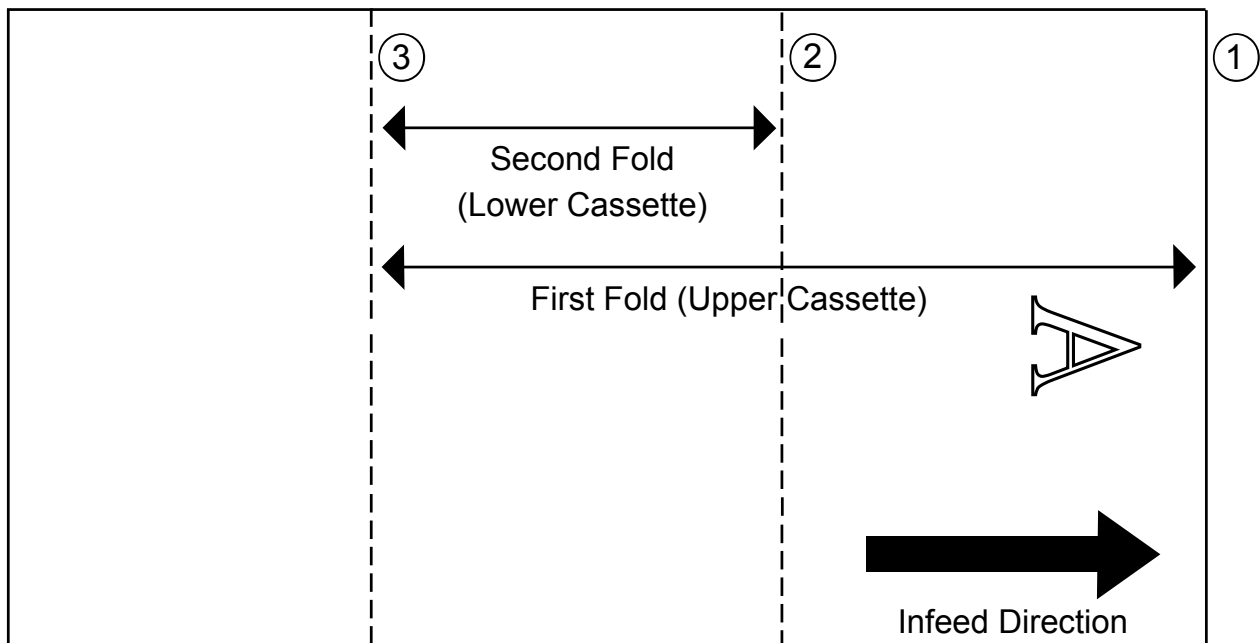 3 2 1
Second Fold
(Lower Cassette)
First Fold (Upper Cassette)
A
Infeed Direction